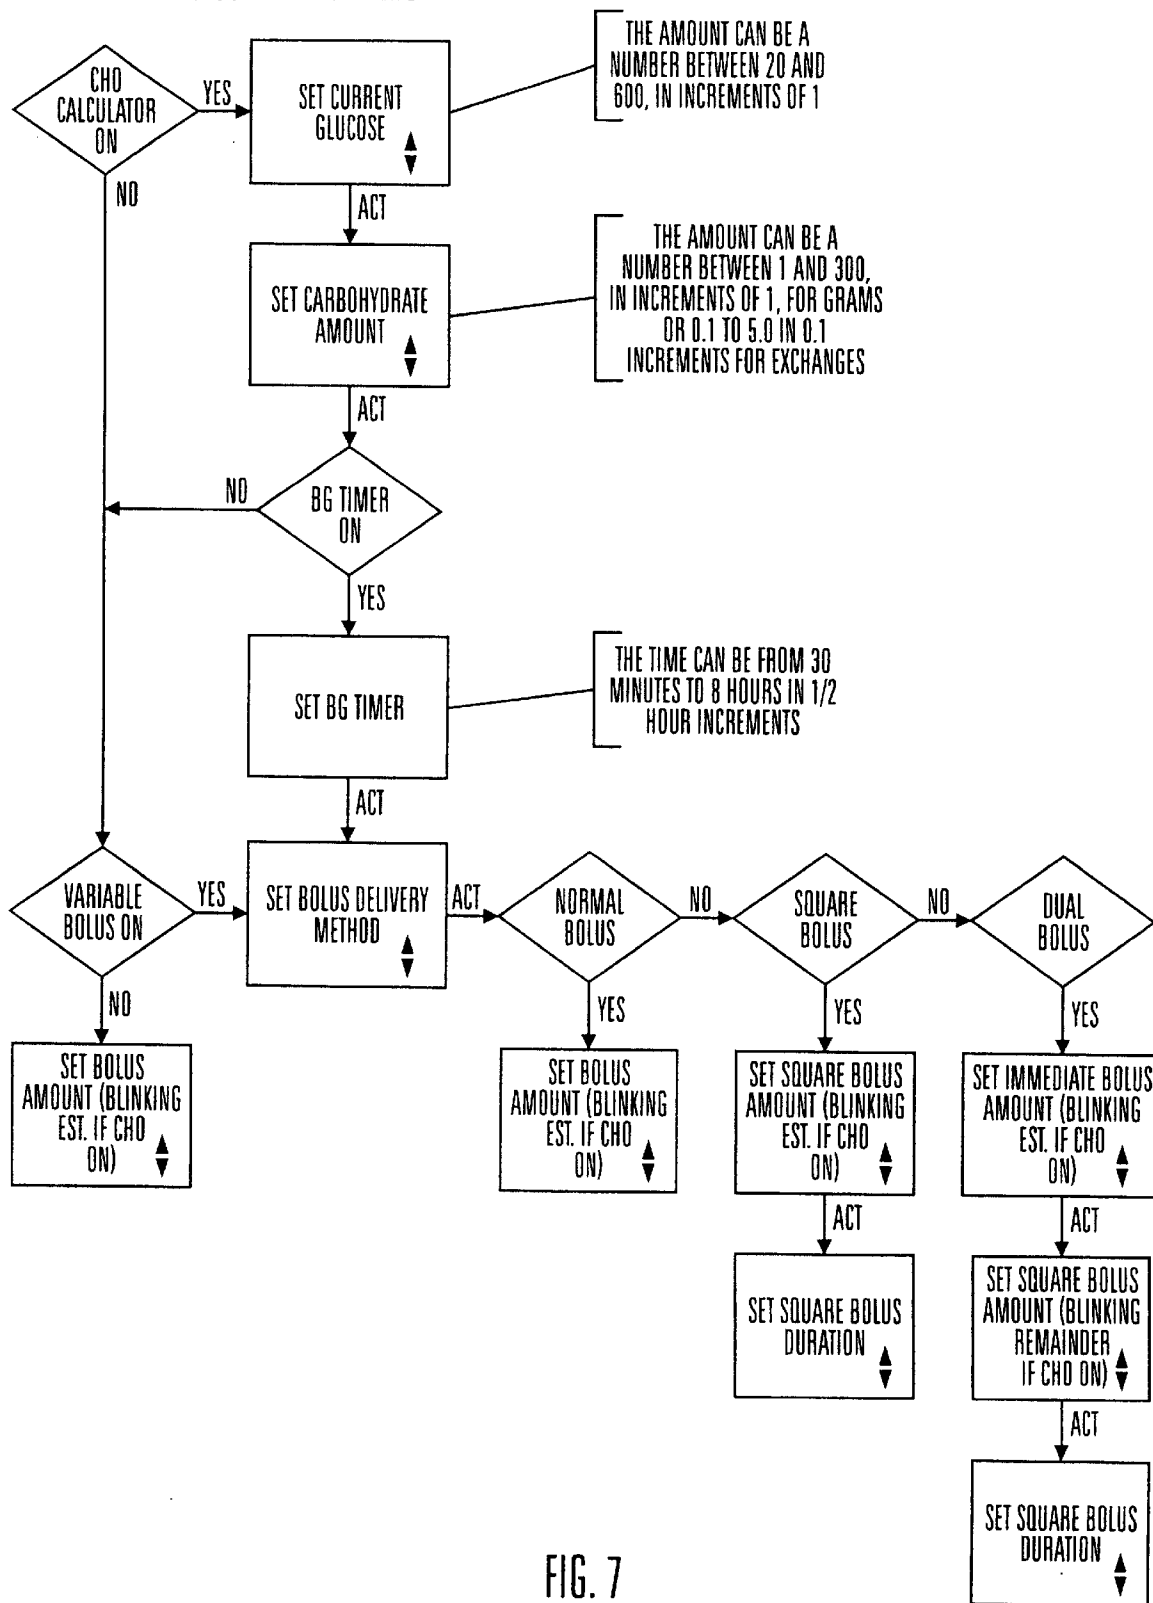 CHO
CALCULATOR
ON
YES
NO
SET CURRENT
GLUCOSE
THE AMOUNT CAN BE A
NUMBER BETWEEN 20 AND
600, IN INCREMENTS OF 1
ACT
SET CARBOHYDRATE
AMOUNT
THE AMOUNT CAN BE A
NUMBER BETWEEN 1 AND 300,
IN INCREMENTS OF 1, FOR GRAMS
OR 0.1 TO 5.0 IN 0.1
INCREMENTS FOR EXCHANGES
ACT
BG TIMER
ON
NO
YES
SET BG TIMER
THE TIME CAN BE FROM 30
MINUTES TO 8 HOURS IN 1/2
HOUR INCREMENTS
ACT
VARIABLE
BOLUS ON
YES
NO
SET BOLUS DELIVERY
METHOD
ACT
NORMAL
BOLUS
NO
YES
SQUARE
BOLUS
NO
YES
DUAL
BOLUS
YES
SET BOLUS
AMOUNT (BLINKING
EST. IF CHO
ON)
SET BOLUS
AMOUNT (BLINKING
EST. IF CHO
ON)
SET SQUARE BOLUS
AMOUNT (BLINKING
EST. IF CHO
ON)
SET IMMEDIATE BOLUS
AMOUNT (BLINKING
EST. IF CHO
ON)
ACT
ACT
SET SQUARE BOLUS
DURATION
SET SQUARE BOLUS
AMOUNT (BLINKING
REMAINDER
IF CHO ON)
ACT
SET SQUARE BOLUS
DURATION
FIG. 7